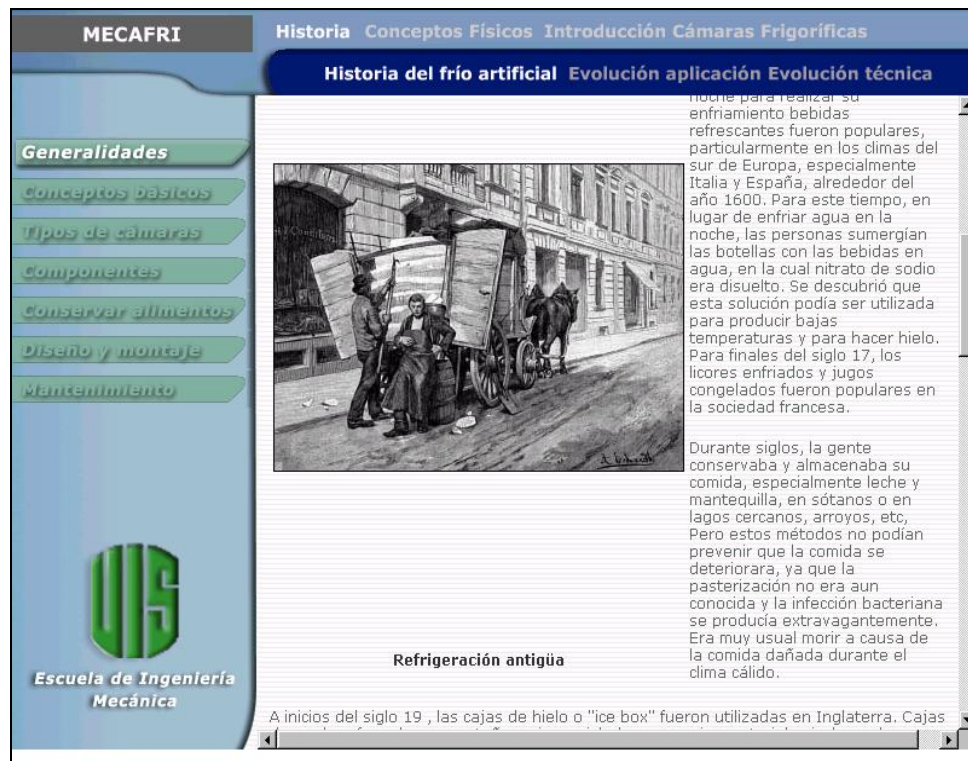 MECAFRI
Historia Conceptos Físicos Introducción Cámaras Frigoríficas
Historia del frío artificial Evolución aplicación Evolución técnica
Generalidades
Conceptos básicos
Tipos de cámaras
Componentes
Conservar alimentos
Diseño y montaje
Mantenimiento
UIS
Escuela de Ingeniería
Mecánica
noche para realizar su
enfriamiento bebidas
refrescantes fueron populares,
particularmente en los climas del
sur de Europa, especialmente
Italia y España, alrededor del
año 1600. Para este tiempo, en
lugar de enfriar agua en la
noche, las personas sumergían
las botellas con las bebidas en
agua, en la cual nitrato de sodio
era disuelto. Se descubrió que
esta solución podía ser utilizada
para producir bajas
temperaturas y para hacer hielo.
Para finales del siglo 17, los
licores enfriados y jugos
congelados fueron populares en
la sociedad francesa.
Durante siglos, la gente
conservaba y almacenaba su
comida, especialmente leche y
mantequilla, en sótanos o en
lagos cercanos, arroyos, etc,
Pero estos métodos no podían
prevenir que la comida se
deteriorara, ya que la
pasterización no era aun
conocida y la infección bacteriana
se producía extravagantemente.
Era muy usual morir a causa de
la comida dañada durante el
clima cálido.
Refrigeración antigüa
A inicios del siglo 19 , las cajas de hielo o "ice box" fueron utilizadas en Inglaterra. Cajas